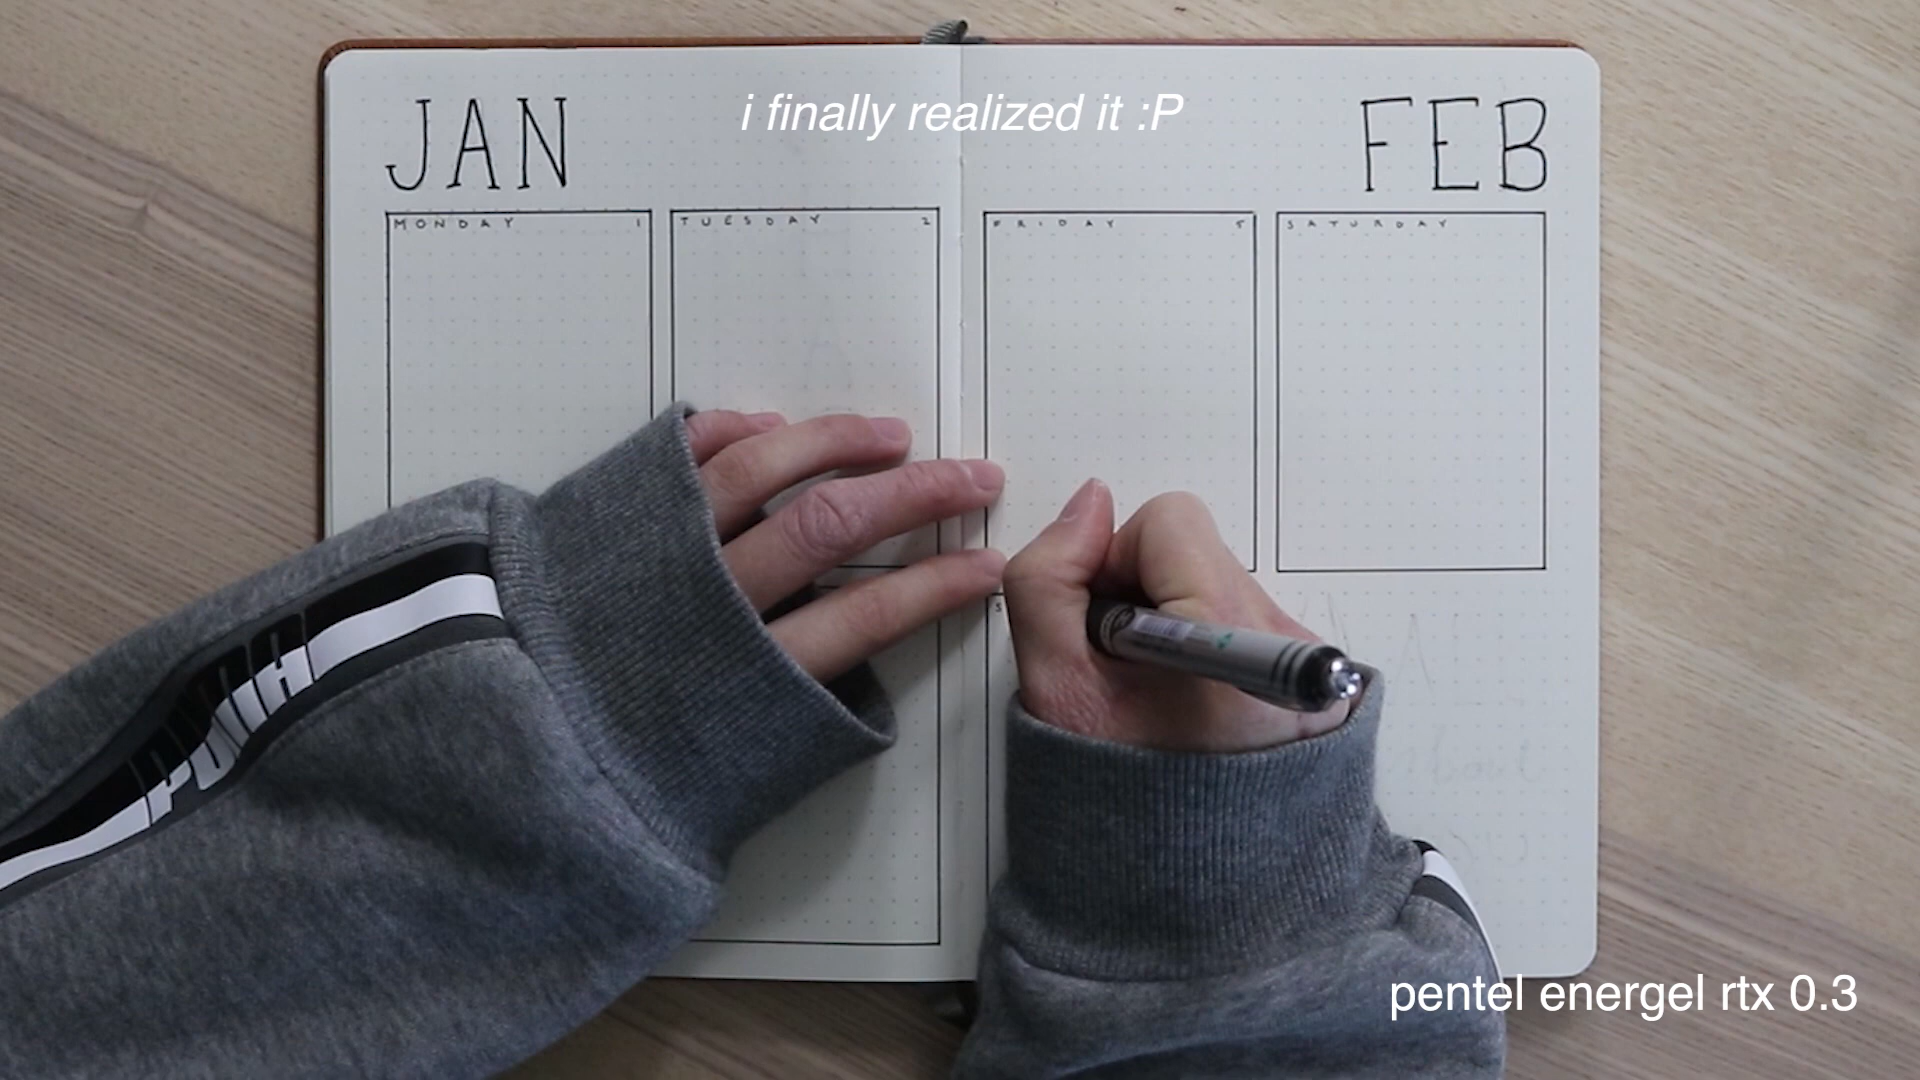 i finally realized it :P
JAN
FEB
MONDAY 1
TUESDAY 2
FRIDAY 5
SATURDAY
S
PUMA
pentel energel rtx 0.3